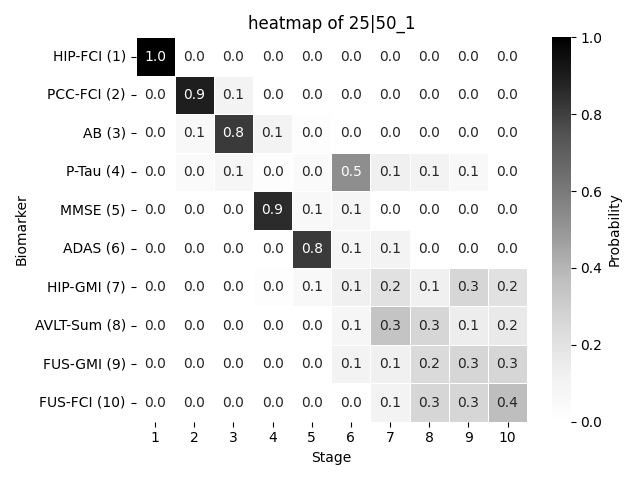 heatmap of 25|50_1
HIP-FCI (1) 1.0 0.0 0.0 0.0 0.0 0.0 0.0 0.0 0.0 0.0
PCC-FCI (2) 0.0 0.9 0.1 0.0 0.0 0.0 0.0 0.0 0.0 0.0
AB (3) 0.0 0.1 0.8 0.1 0.0 0.0 0.0 0.0 0.0 0.0
P-Tau (4) 0.0 0.0 0.1 0.0 0.0 0.5 0.1 0.1 0.1 0.0
MMSE (5) 0.0 0.0 0.0 0.9 0.1 0.1 0.0 0.0 0.0 0.0
ADAS (6) 0.0 0.0 0.0 0.0 0.8 0.1 0.1 0.0 0.0 0.0
HIP-GMI (7) 0.0 0.0 0.0 0.0 0.1 0.1 0.2 0.1 0.3 0.2
AVLT-Sum (8) 0.0 0.0 0.0 0.0 0.0 0.1 0.3 0.3 0.1 0.2
FUS-GMI (9) 0.0 0.0 0.0 0.0 0.0 0.1 0.1 0.2 0.3 0.3
FUS-FCI (10) 0.0 0.0 0.0 0.0 0.0 0.0 0.1 0.3 0.3 0.4
1 2 3 4 5 6 7 8 9 10
Stage
Biomarker
1.0
0.8
0.6
0.4
0.2
0.0
Probability